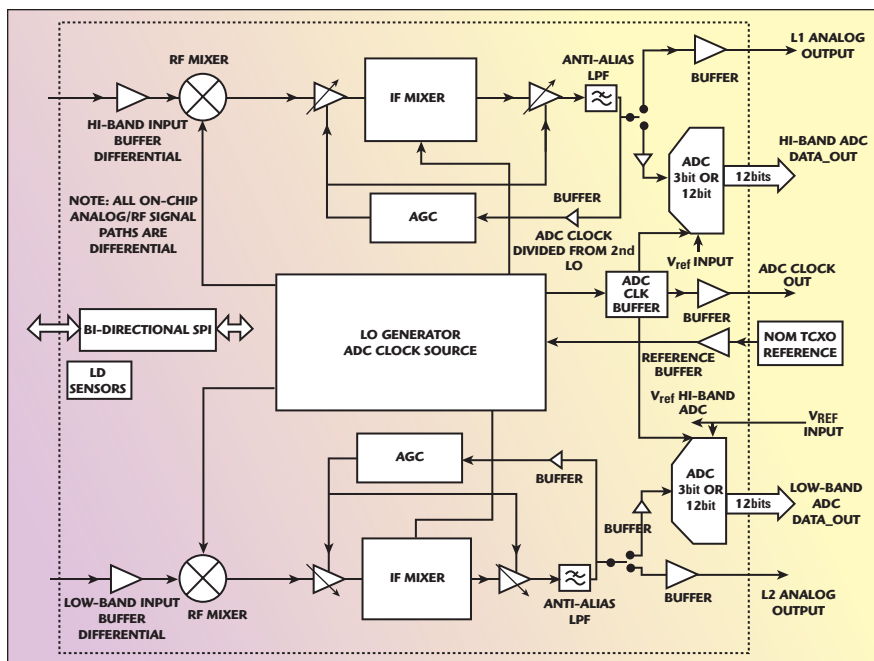 L1 ANALOG
OUTPUT
RF MIXER
ANTI-ALIAS
LPF
BUFFER
IF MIXER
HI-BAND INPUT
BUFFER
DIFFERENTIAL
HI-BAND ADC
DATA_OUT
ADC
3bit OR
12bit
12bits
NOTE: ALL ON-CHIP
ANALOG/RF SIGNAL
PATHS ARE
DIFFERENTIAL
AGC
BUFFER
ADC CLOCK
DIVIDED FROM 2nd
LO
Vref INPUT
ADC CLOCK
OUT
ADC
CLK
BUFFER
BUFFER
BI-DIRECTIONAL SPI
LO GENERATOR
ADC CLOCK SOURCE
REFERENCE
BUFFER
NOM TCXO
REFERENCE
LD
SENSORS
Vref HI-BAND
ADC
VREF
INPUT
AGC
BUFFER
ADC
3bit OR
12bit
12bits
LOW-BAND
ADC
DATA_OUT
BUFFER
IF MIXER
LOW-BAND INPUT
BUFFER
DIFFERENTIAL
RF MIXER
ANTI-ALIAS
LPF
BUFFER
L2 ANALOG
OUTPUT